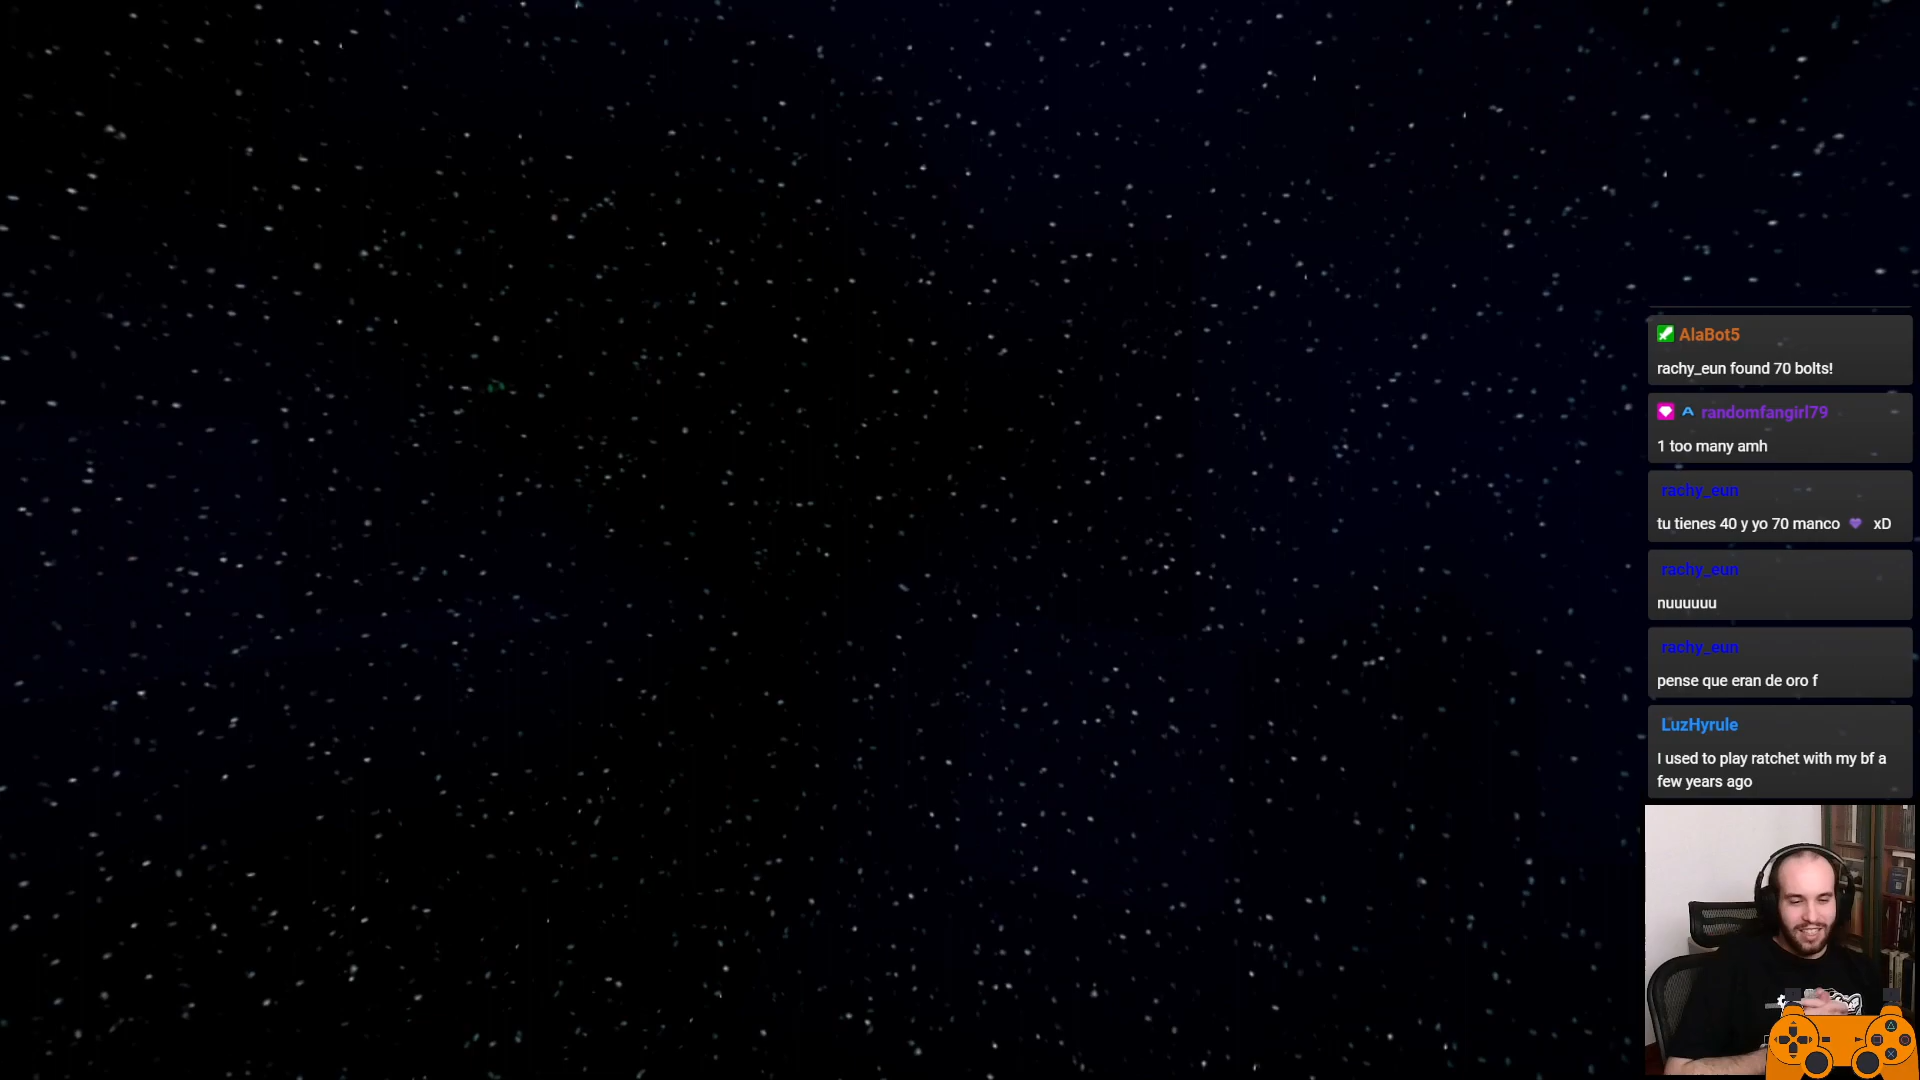 AlaBot5
rachy_eun found 70 bolts!
A randomfangirl79
1 too many amh
rachy_eun
tu tienes 40 y yo 70 manco 💜 xD
rachy_eun
nuuuuuu
rachy_eun
pense que eran de oro f
LuzHyrule
I used to play ratchet with my bf a
few years ago